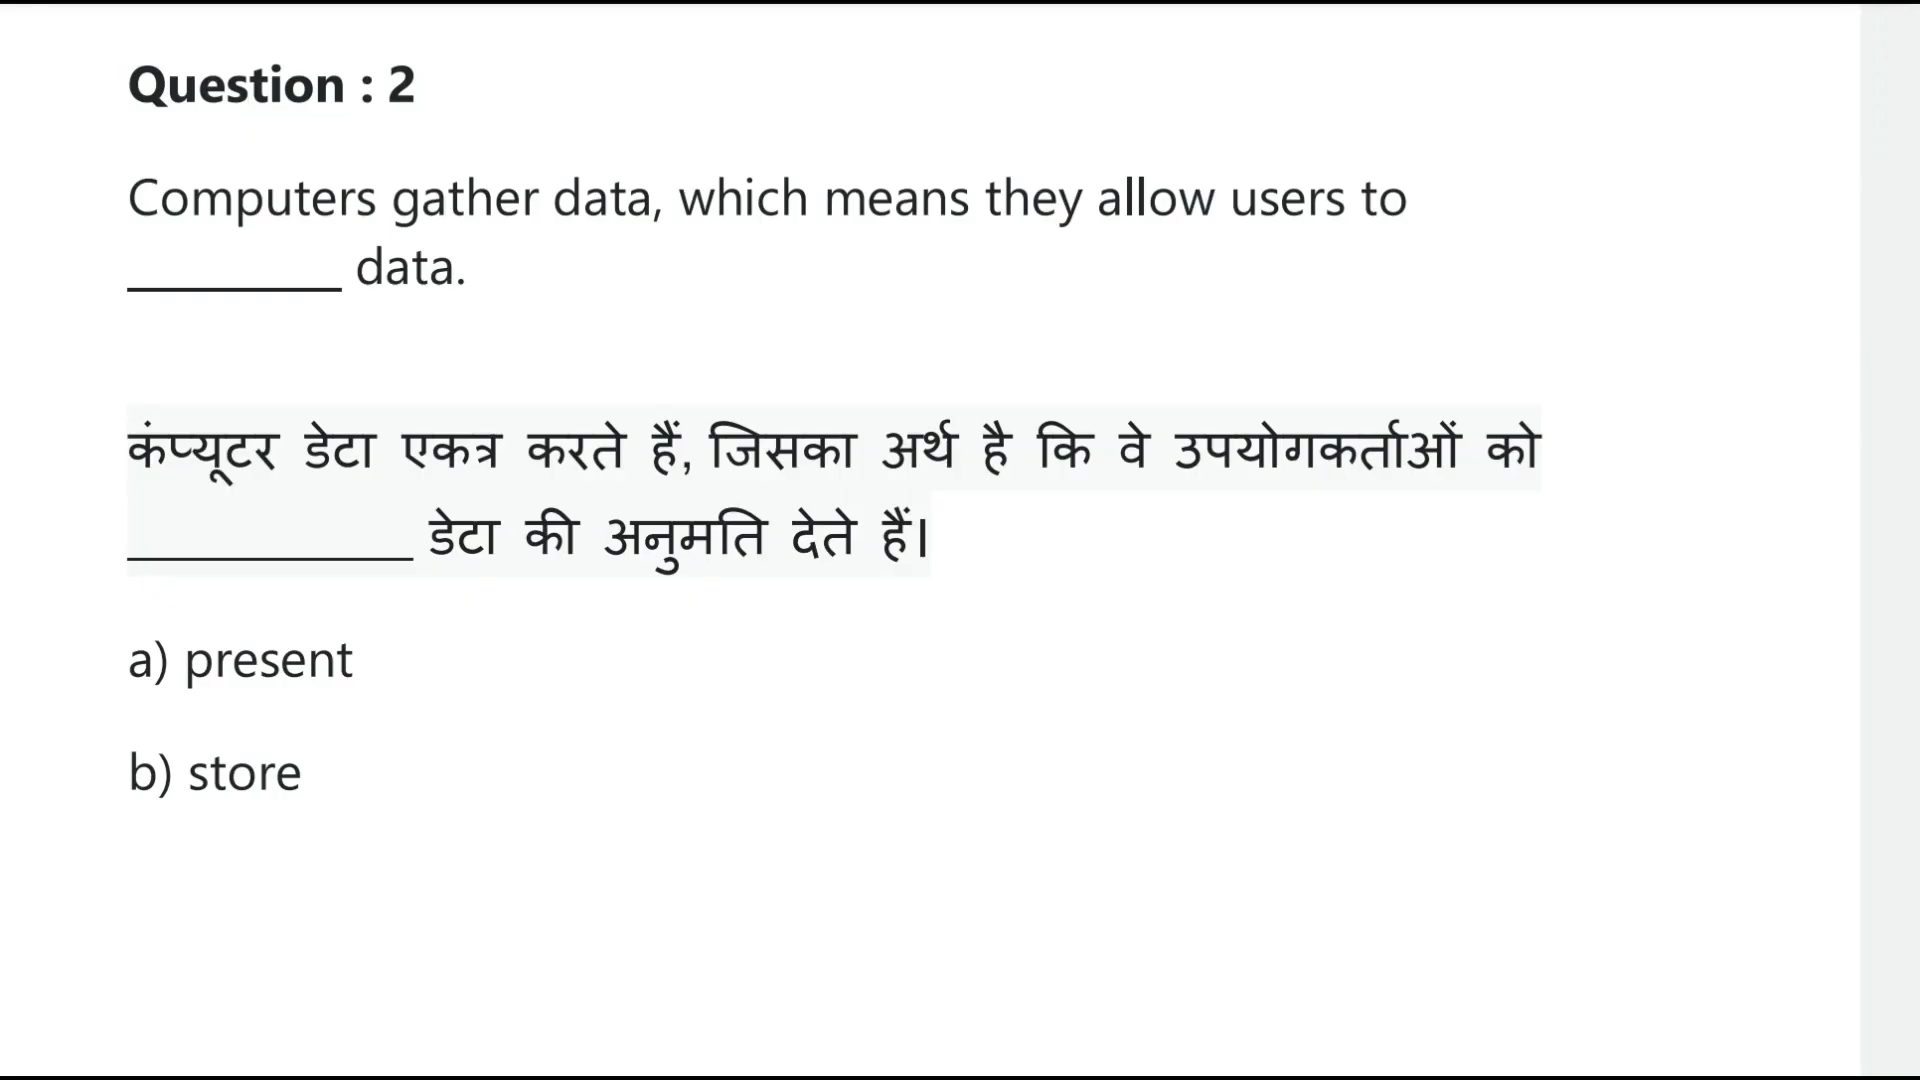 Question : 2
Computers gather data, which means they allow users to
_________ data.
कंप्यूटर डेटा एकत्र करते हैं, जिसका अर्थ है कि वे उपयोगकर्ताओं को
____________ डेटा की अनुमति देते हैं।
a) present
b) store